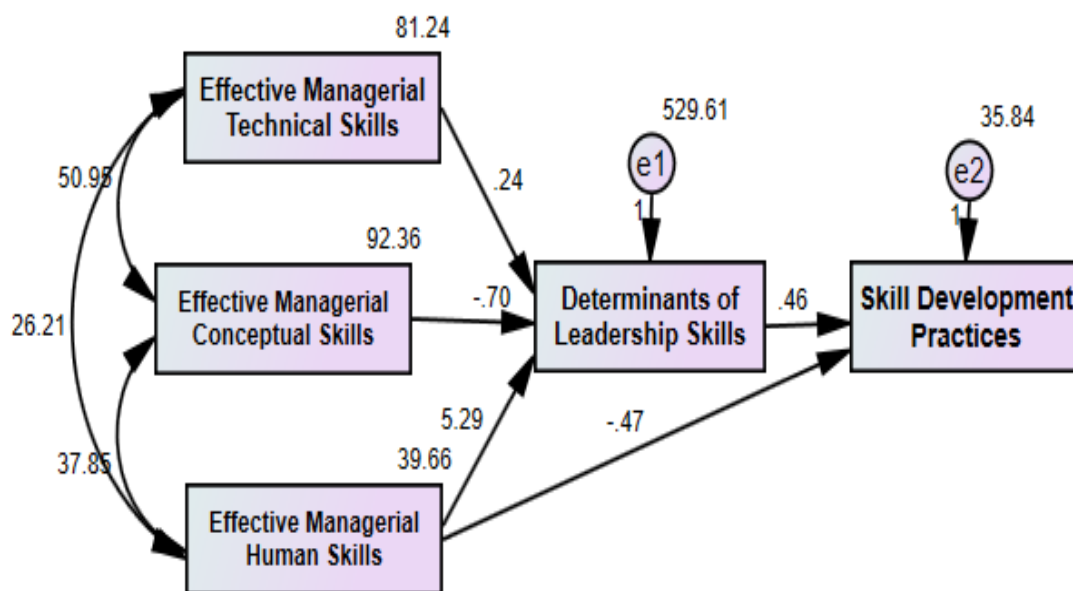 81.24
Effective Managerial
Technical Skills
529.61
35.84
e1
e2
50.95
.24
1
1
92.36
Effective Managerial
Conceptual Skills
-.70
Determinants of
Leadership Skills
.46
Skill Development
Practices
26.21
5.29
-.47
37.85
39.66
Effective Managerial
Human Skills